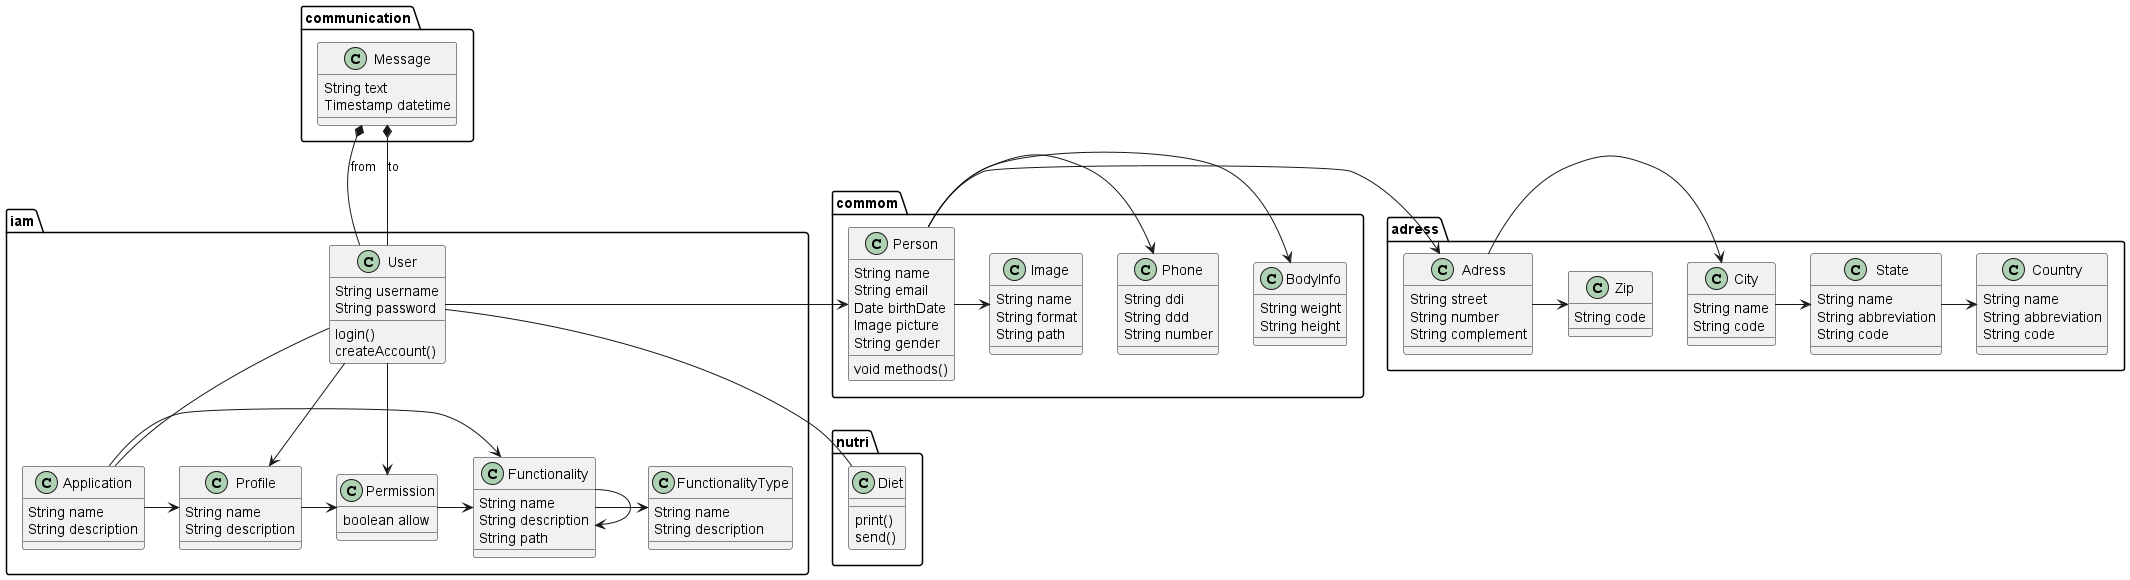 communication
C Message
String text
Timestamp datetime
from
to
iam
C User
String username
String password
login()
createAccount()
C Application
String name
String description
C Profile
String name
String description
C Permission
boolean allow
C Functionality
String name
String description
String path
C FunctionalityType
String name
String description
commom
C Person
String name
String email
Date birthDate
Image picture
String gender
void methods()
C Image
String name
String format
String path
C Phone
String ddi
String ddd
String number
C BodyInfo
String weight
String height
nutri
C Diet
print()
send()
adress
C Adress
String street
String number
String complement
C Zip
String code
C City
String name
String code
C State
String name
String abbreviation
String code
C Country
String name
String abbreviation
String code